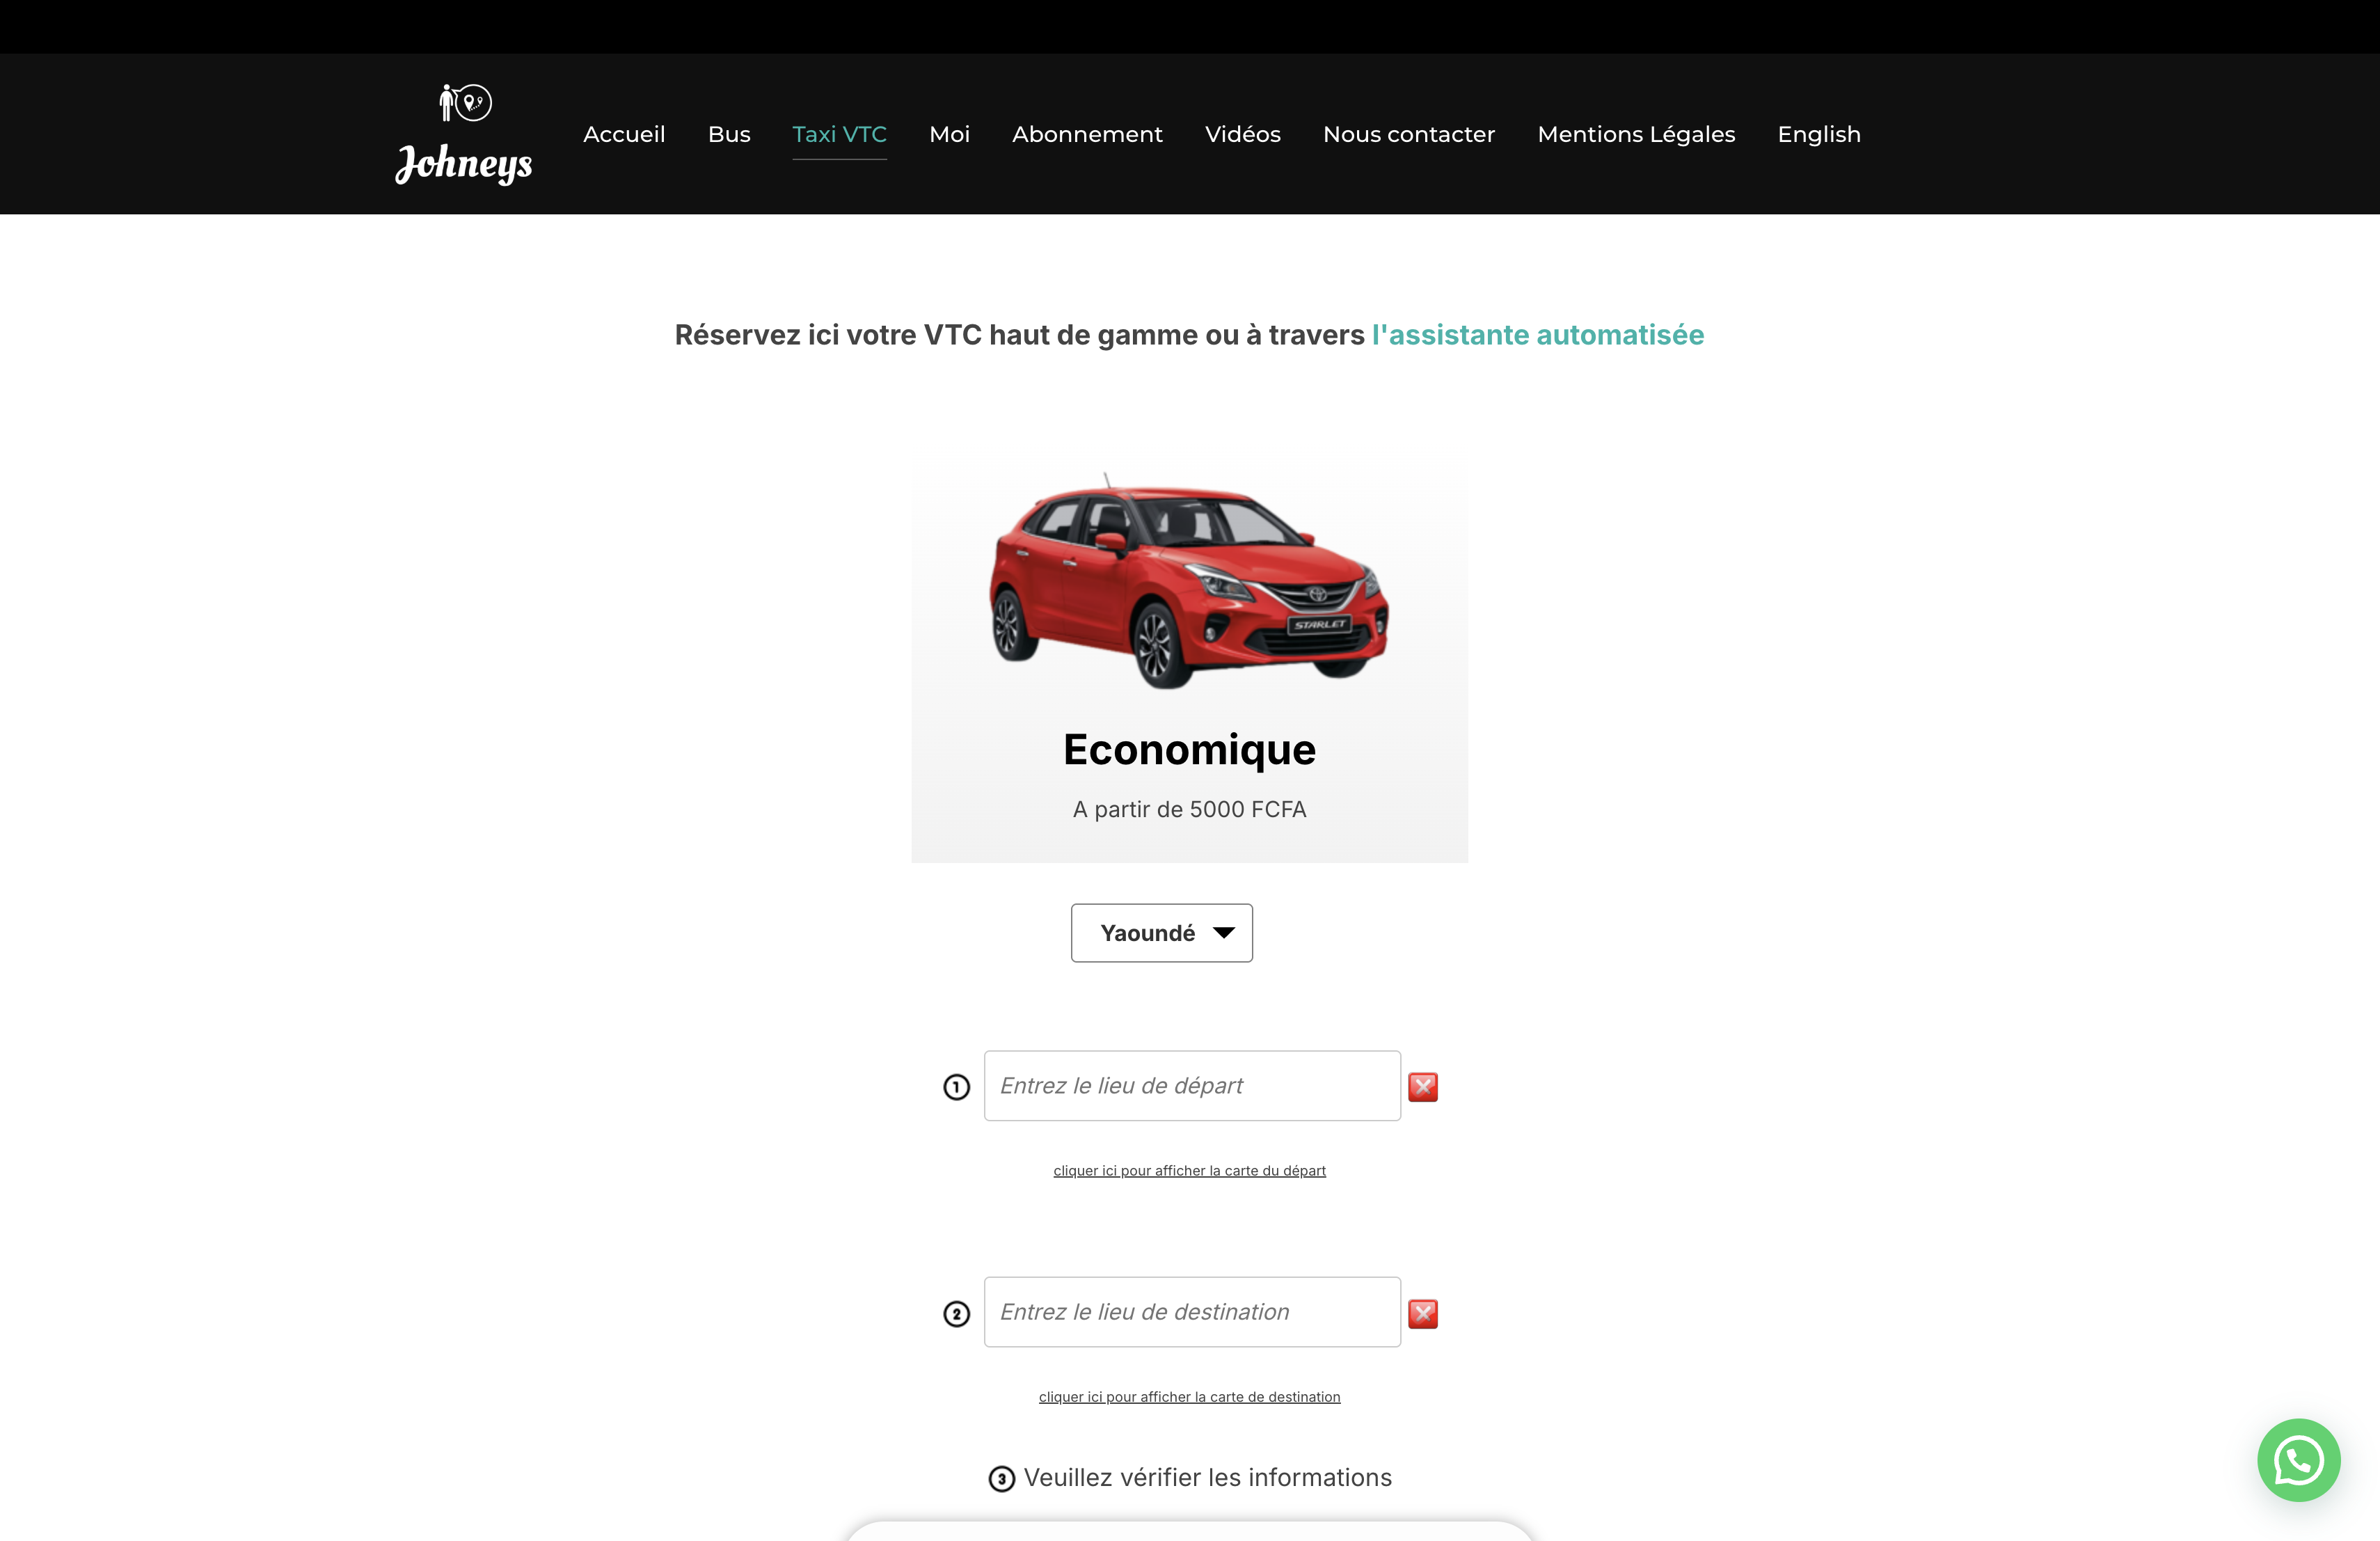 Johneys
Accueil Bus Taxi VTC Moi Abonnement Vidéos Nous contacter Mentions Légales English
Réservez ici votre VTC haut de gamme ou à travers l'assistante automatisée
STARLET
Economique
A partir de 5000 FCFA
Yaoundé
1 Entrez le lieu de départ
cliquer ici pour afficher la carte du départ
2 Entrez le lieu de destination
cliquer ici pour afficher la carte de destination
3 Veuillez vérifier les informations